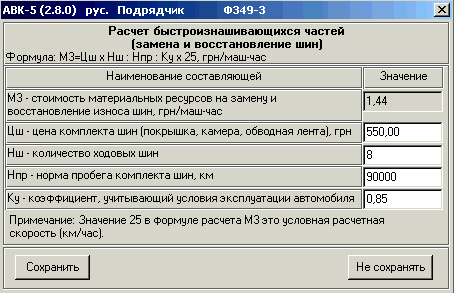 АВК-5 (2.8.0) рус. Подрядчик Ф349-3
Расчет быстроизнашивающихся частей
(замена и восстановление шин)
Формула: МЗ=Цш х Нш : Нпр : Ку х 25, грн/маш-час
Наименование составляющей Значение
МЗ - стоимость материальных ресурсов на замену и
восстановление износа шин, грн/маш-час 1,44
Цш - цена комплекта шин (покрышка, камера, обводная лента), грн 550,00
Нш - количество ходовых шин 8
Нпр - норма пробега комплекта шин, км 90000
Ку - коэффициент, учитывающий условия эксплуатации автомобиля 0,85
Примечание: Значение 25 в формуле расчета МЗ это условная расчетная
скорость (км/час).
Сохранить Не сохранять